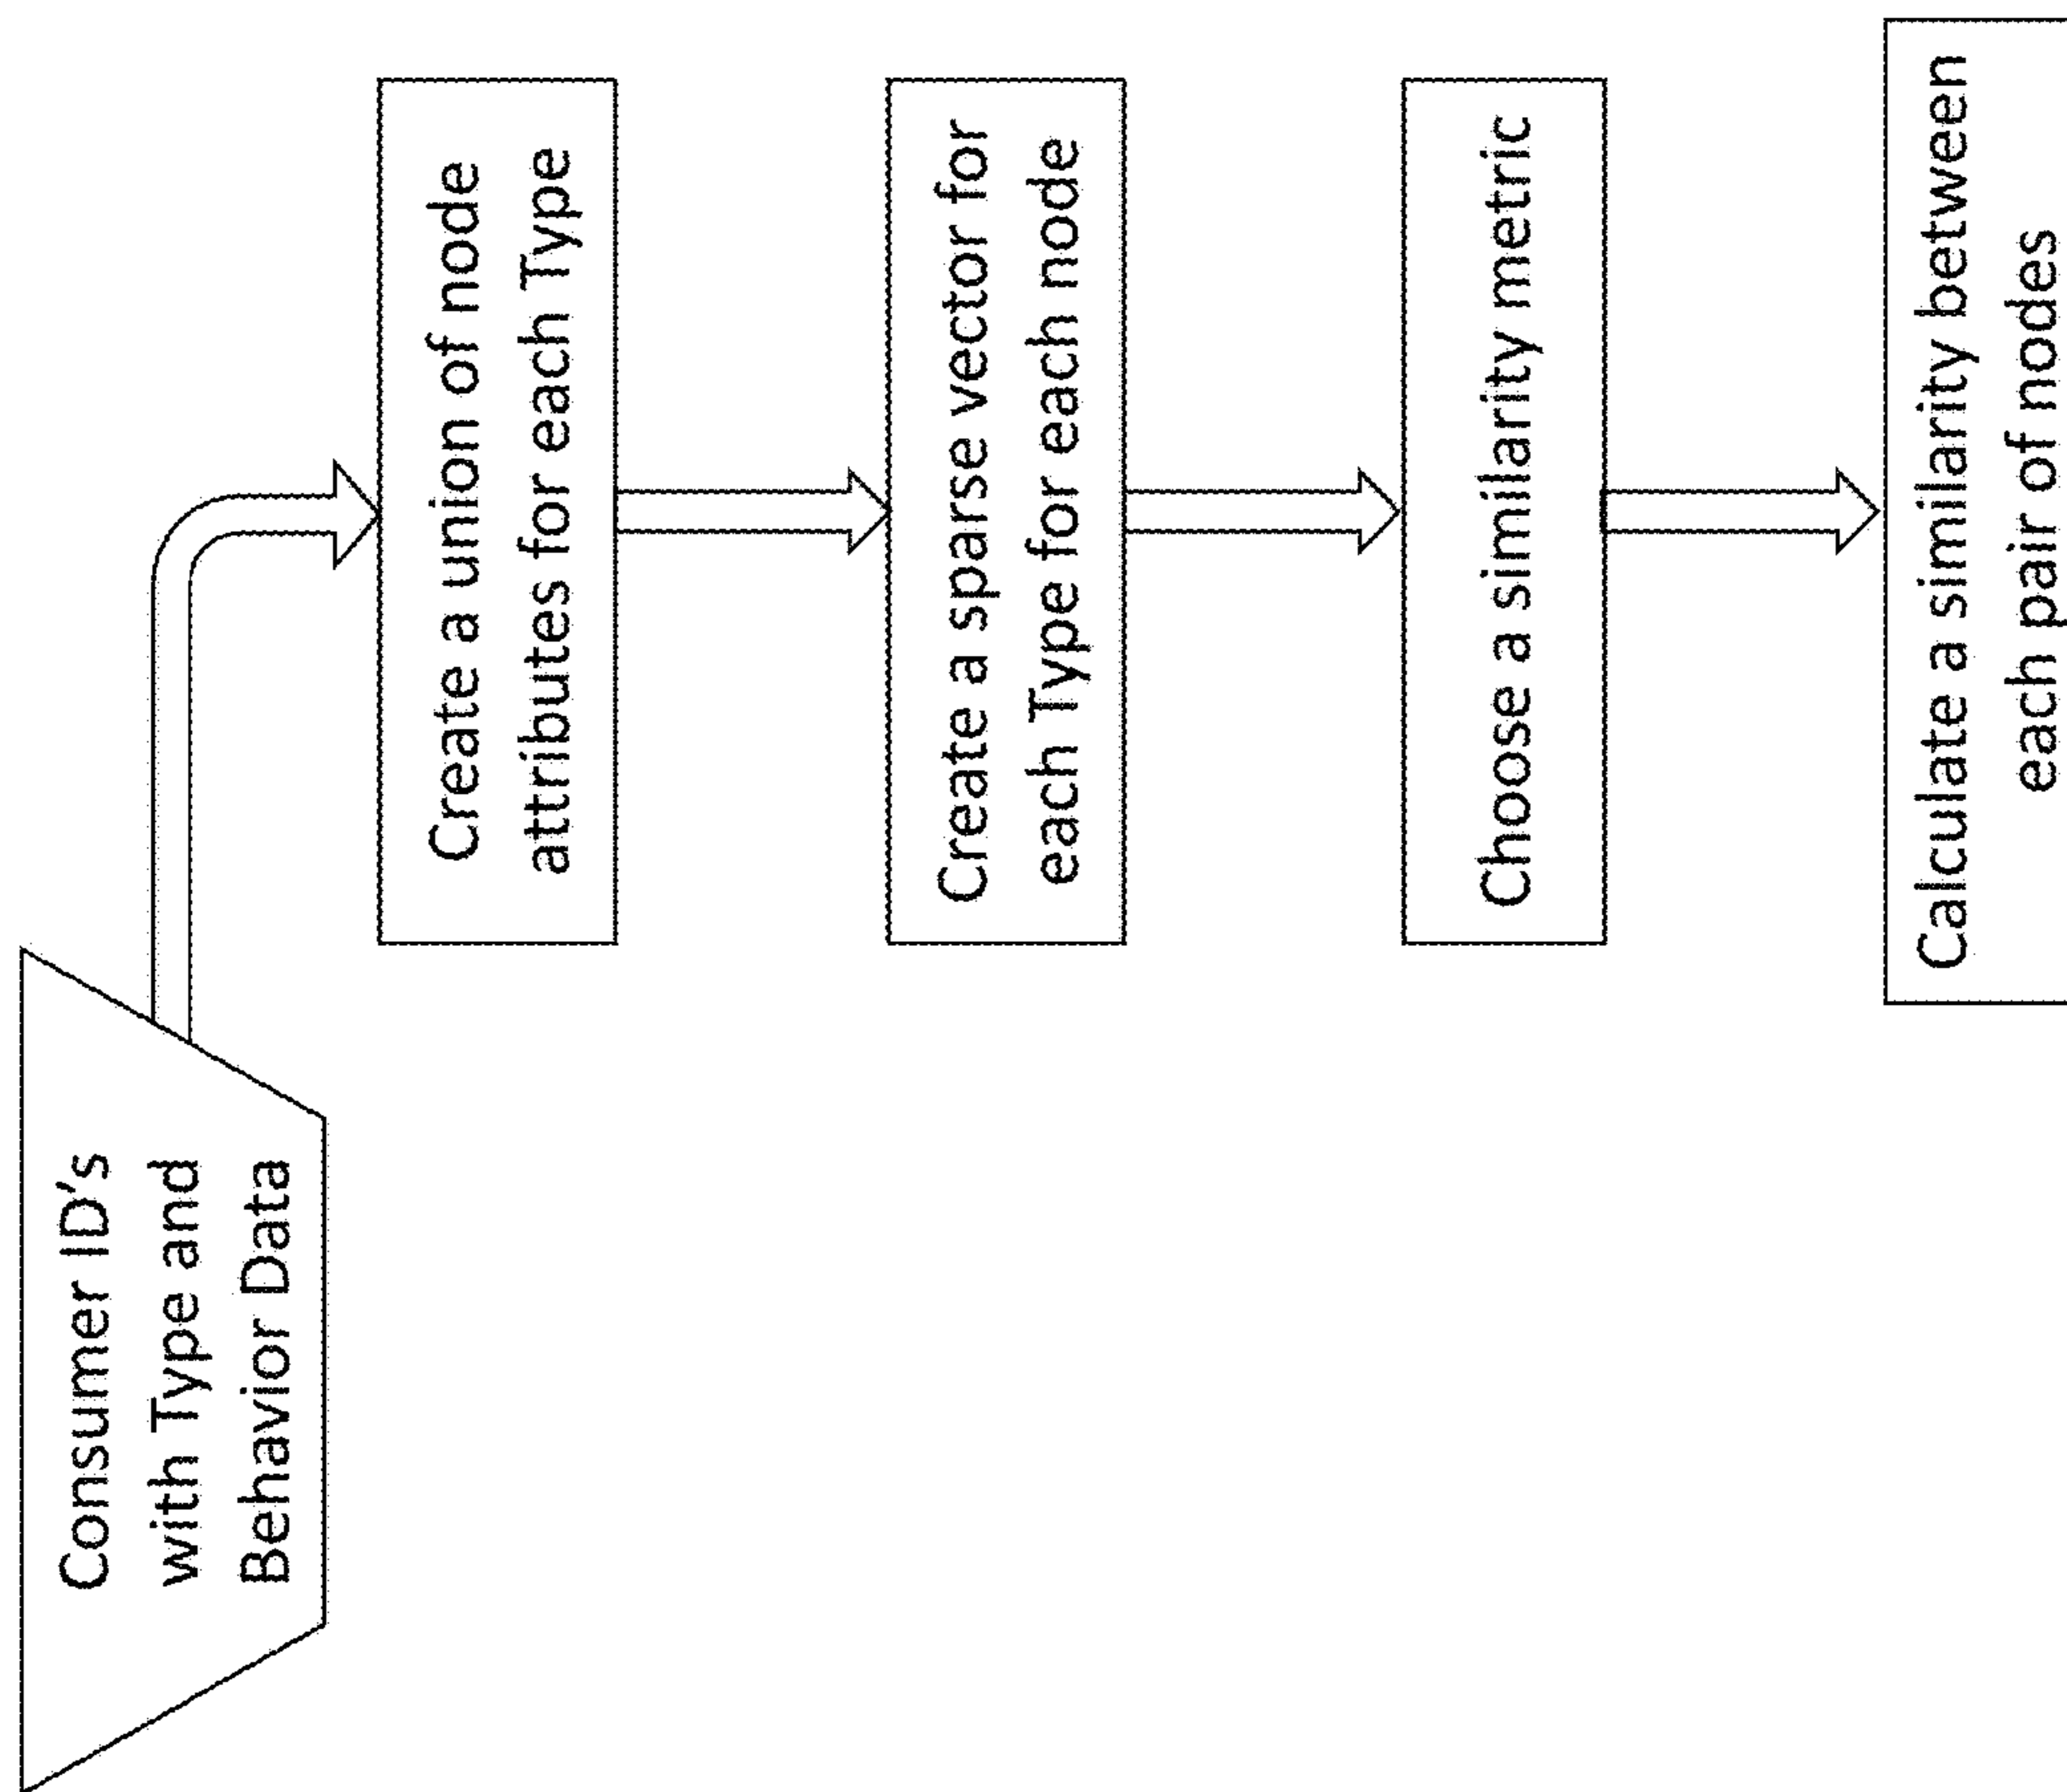 Consumer ID's
with Type and
Behavior Data
Create a union of node
attributes for each Type
Create a sparse vector for
each Type for each node
Choose a similarity metric
Calculate a similarity between
each pair of nodes